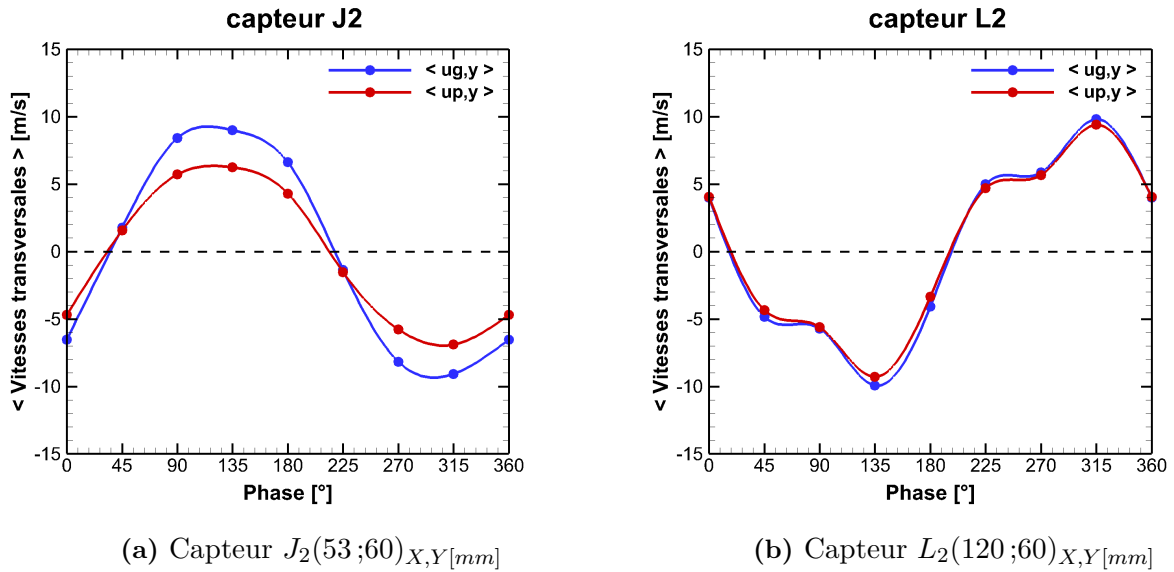 capteur J2
< Vitesses transversales > [m/s]
15
10
5
0
-5
-10
-15
< ug,y >
< up,y >
0 45 90 135 180 225 270 315 360
Phase [°]
(a) Capteur J2(53 ;60)X,Y[mm]
capteur L2
< Vitesses transversales > [m/s]
15
10
5
0
-5
-10
-15
< ug,y >
< up,y >
0 45 90 135 180 225 270 315 360
Phase [°]
(b) Capteur L2(120 ;60)X,Y[mm]